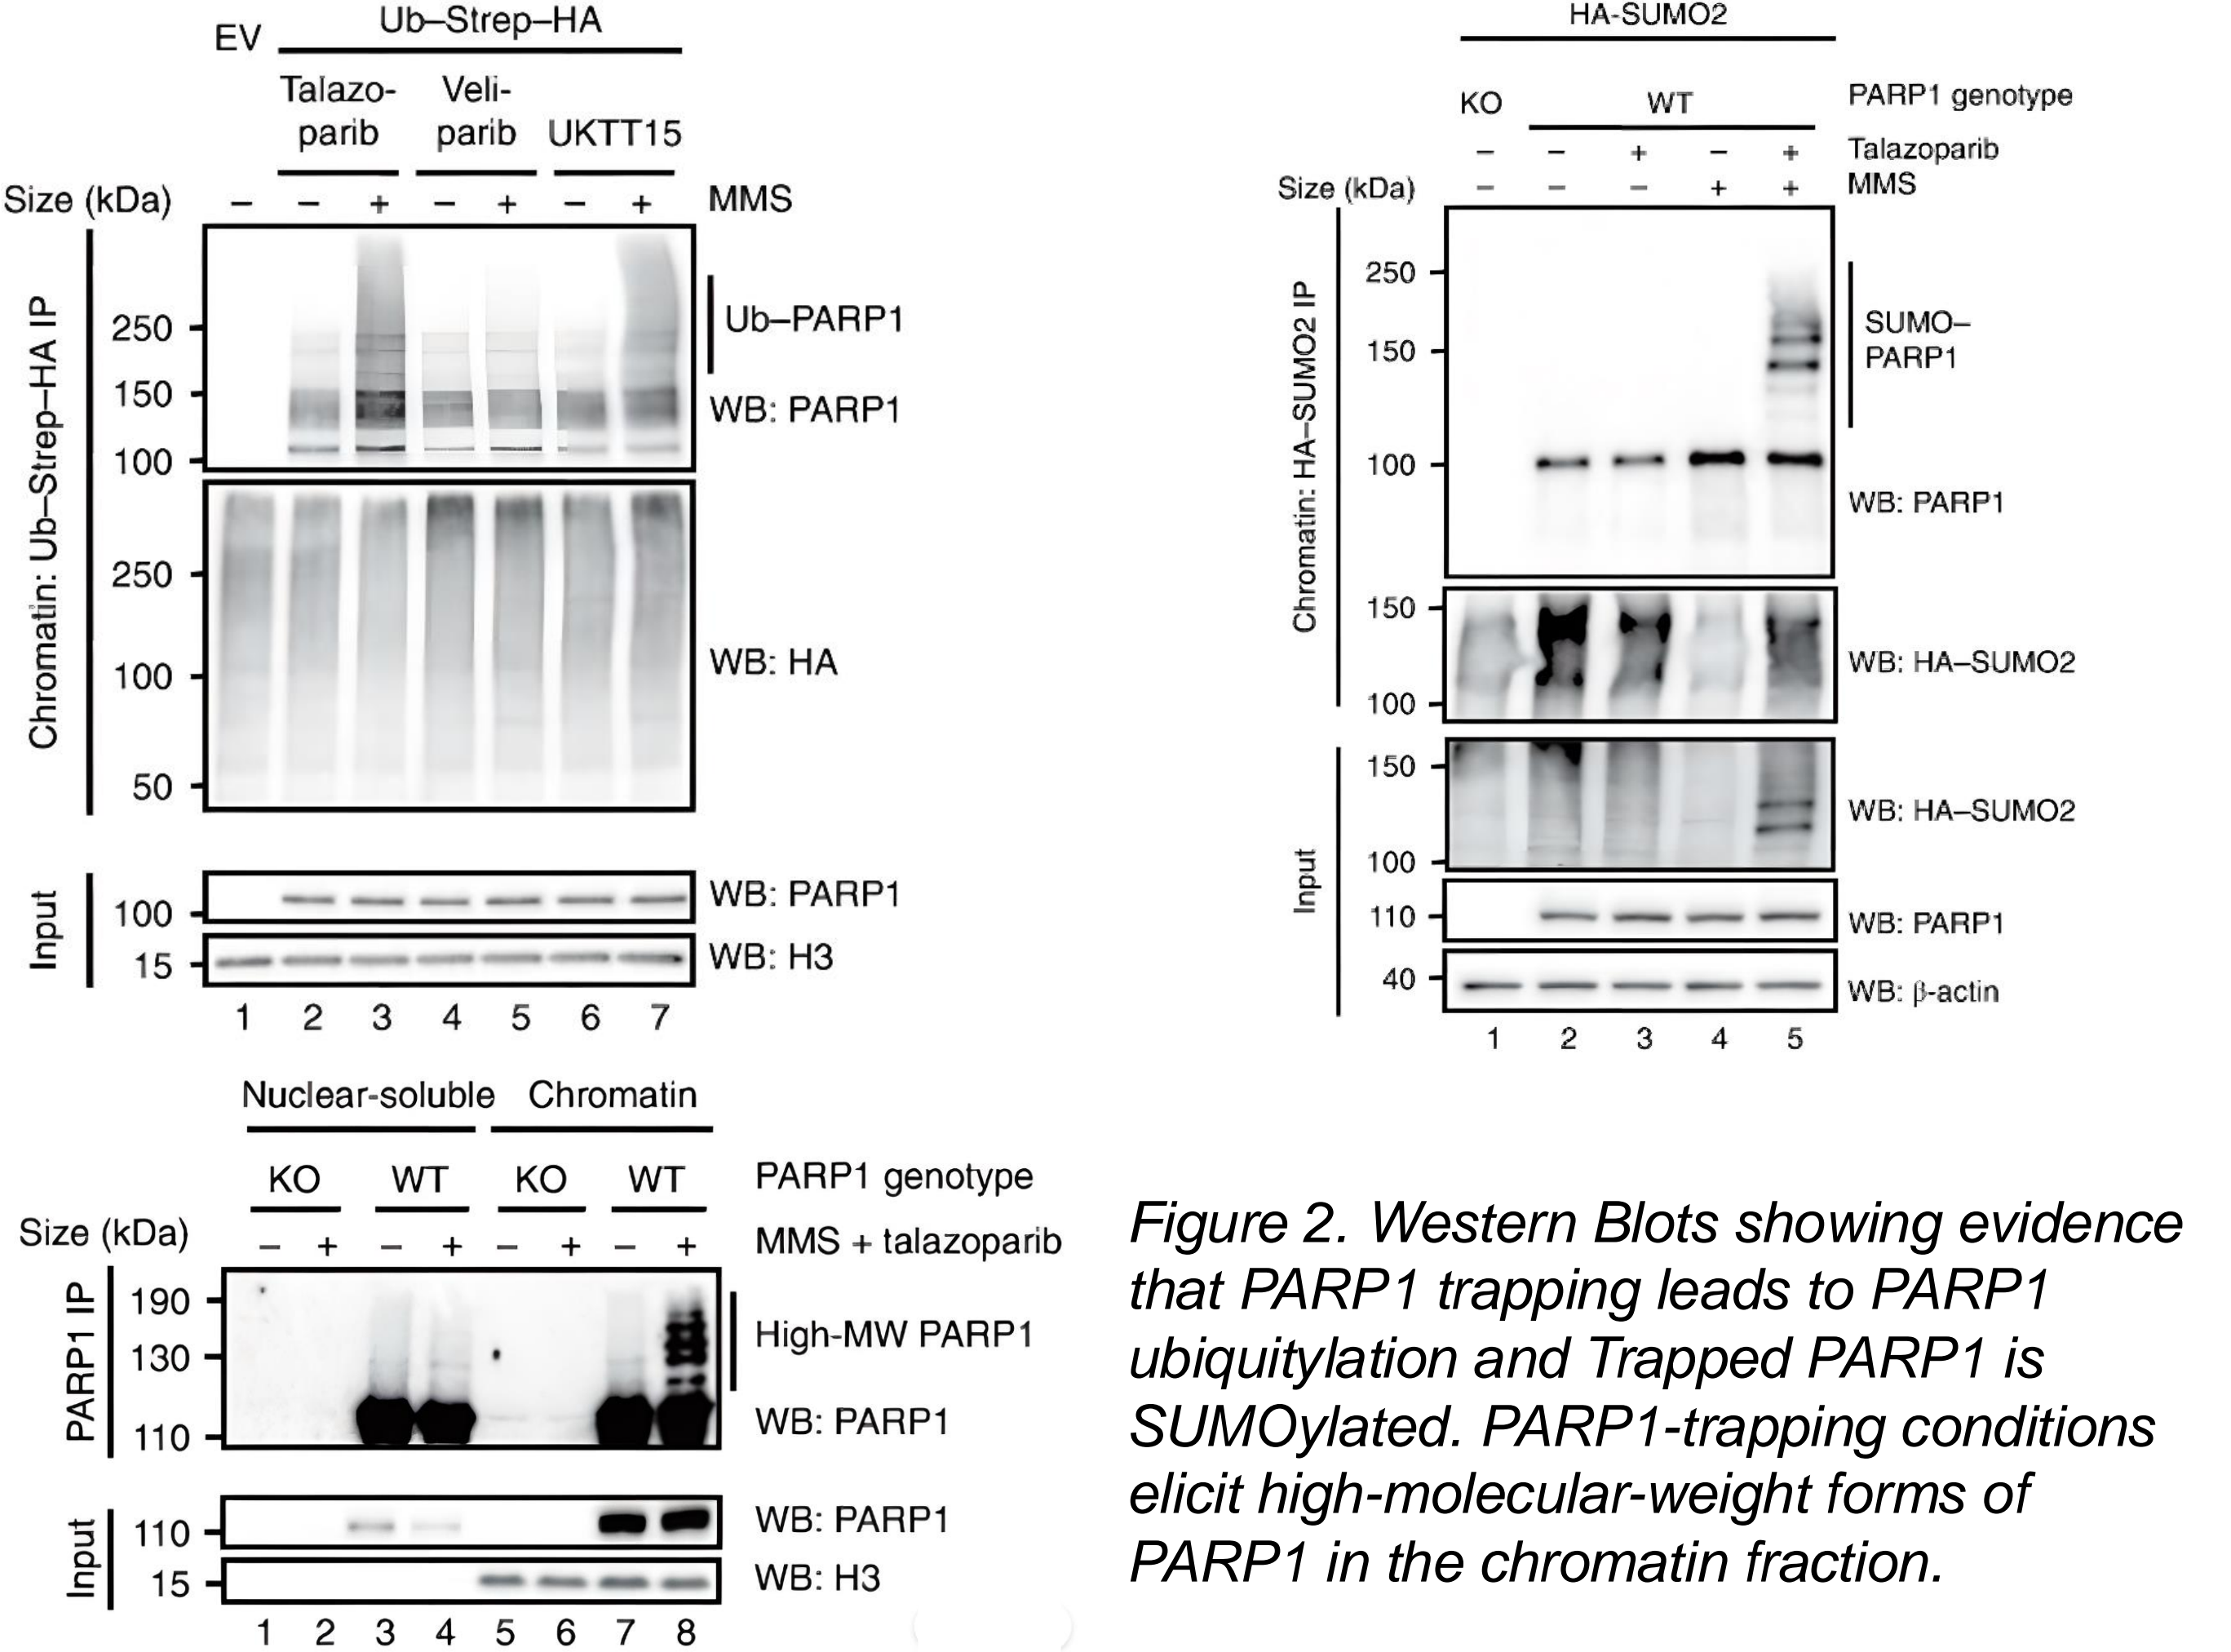 Ub–Strep–HA
EV
Talazo-
parib
Veli-
parib
UKTT15
Size (kDa) – – + – + – + MMS
Chromatin: Ub–Strep–HA IP
250
150
100
Ub–PARP1
WB: PARP1
250
100
50
WB: HA
Input
100
WB: PARP1
15
WB: H3
1 2 3 4 5 6 7
HA-SUMO2
KO WT PARP1 genotype
– – + – + Talazoparib
Size (kDa) – – – + + MMS
Chromatin: HA–SUMO2 IP
250
150
100
SUMO–
PARP1
WB: PARP1
150
100
WB: HA–SUMO2
Input
150
100
WB: HA–SUMO2
110
WB: PARP1
40
WB: β-actin
1 2 3 4 5
Nuclear-soluble Chromatin
KO WT KO WT PARP1 genotype
Size (kDa) – + – + – + – + MMS + talazoparib
PARP1 IP
190
130
110
High-MW PARP1
WB: PARP1
Input
110
WB: PARP1
15
WB: H3
1 2 3 4 5 6 7 8
Figure 2. Western Blots showing evidence
that PARP1 trapping leads to PARP1
ubiquitylation and Trapped PARP1 is
SUMOylated. PARP1-trapping conditions
elicit high-molecular-weight forms of
PARP1 in the chromatin fraction.